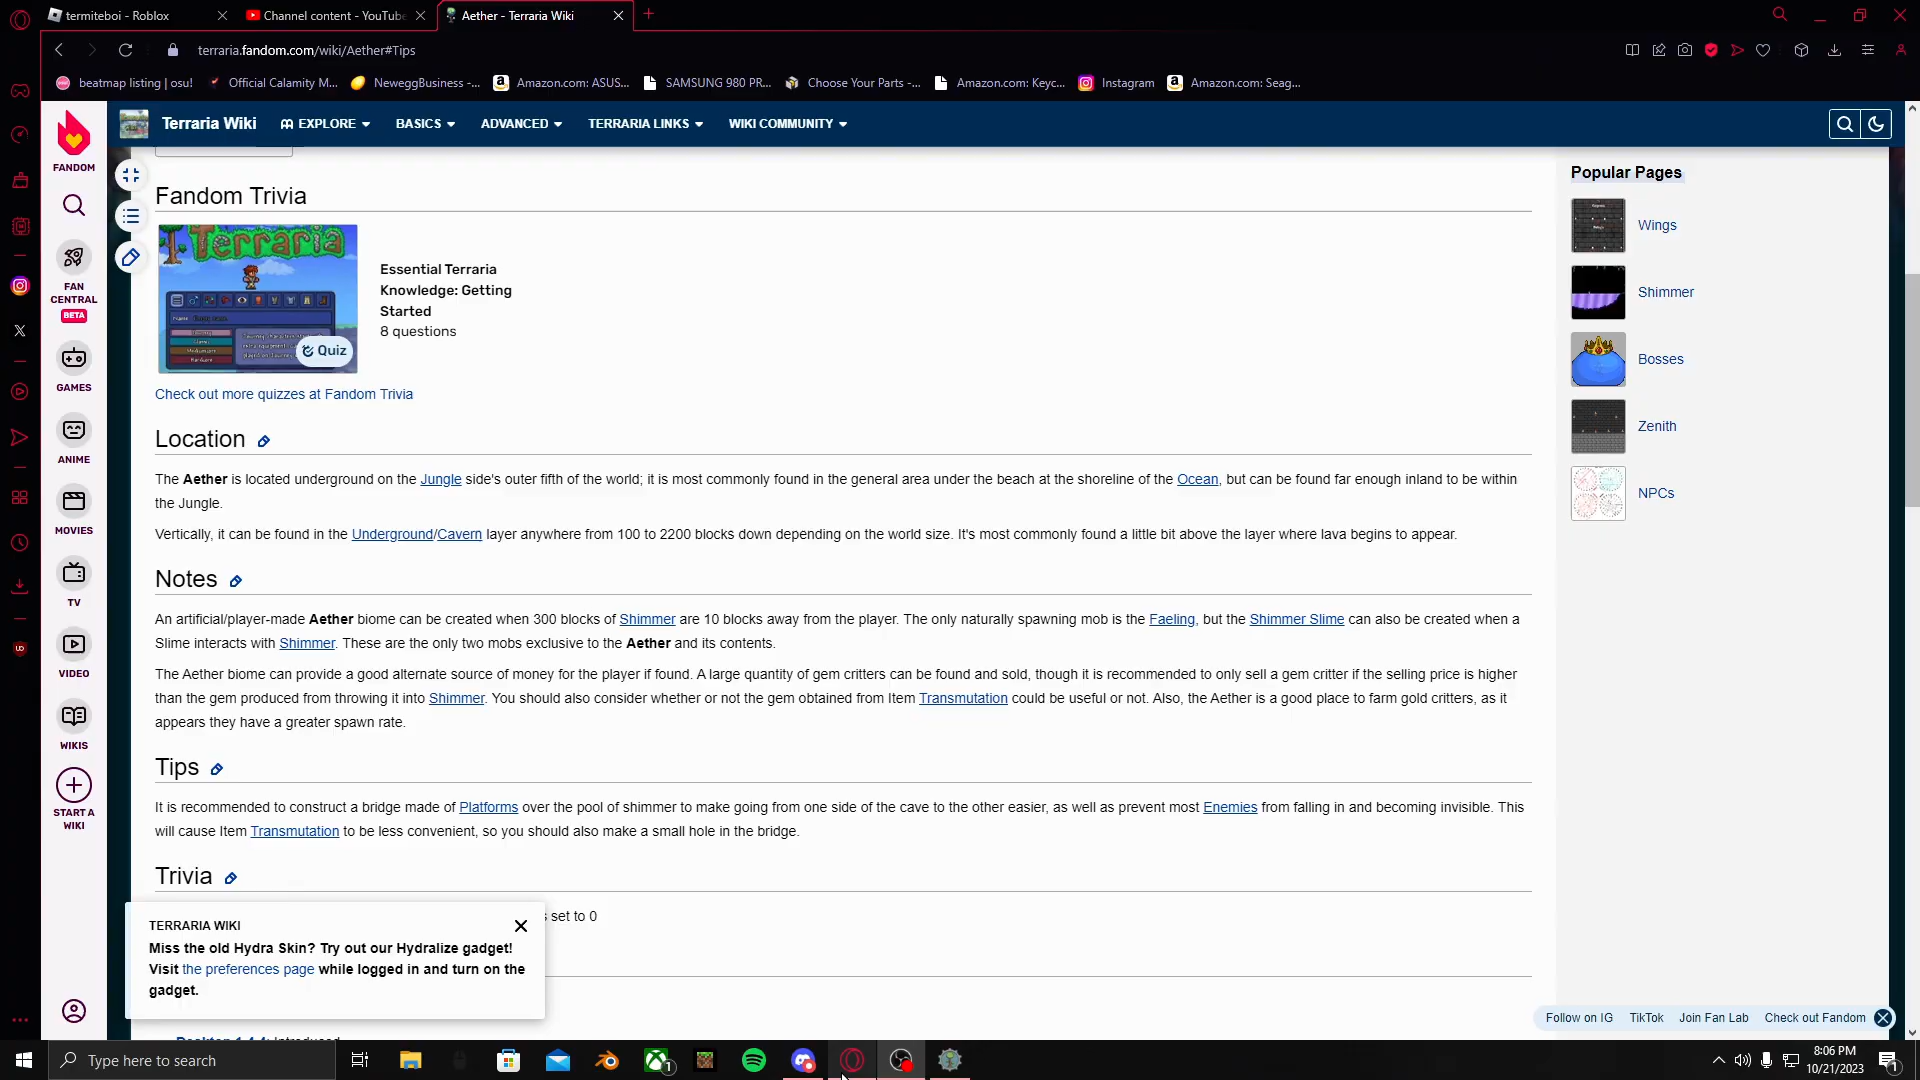 termiteboi - Roblox
Channel content - YouTube
Aether - Terraria Wiki
terraria.fandom.com/wiki/Aether#Tips
beatmap listing | osu!
Official Calamity M...
NeweggBusiness -...
Amazon.com: ASUS...
SAMSUNG 980 PR...
Choose Your Parts -...
Amazon.com: Keyc...
Instagram
Amazon.com: Seag...
FANDOM
Terraria Wiki
EXPLORE
BASICS
ADVANCED
TERRARIA LINKS
WIKI COMMUNITY
FAN
CENTRAL
BETA
GAMES
ANIME
MOVIES
TV
VIDEO
WIKIS
START A
WIKI
Fandom Trivia
Terraria
Quiz
Essential Terraria
Knowledge: Getting
Started
8 questions
Check out more quizzes at Fandom Trivia
Location
The Aether is located underground on the Jungle side's outer fifth of the world; it is most commonly found in the general area under the beach at the shoreline of the Ocean, but can be found far enough inland to be within
the Jungle.
Vertically, it can be found in the Underground/Cavern layer anywhere from 100 to 2200 blocks down depending on the world size. It's most commonly found a little bit above the layer where lava begins to appear.
Notes
An artificial/player-made Aether biome can be created when 300 blocks of Shimmer are 10 blocks away from the player. The only naturally spawning mob is the Faeling, but the Shimmer Slime can also be created when a
Slime interacts with Shimmer. These are the only two mobs exclusive to the Aether and its contents.
The Aether biome can provide a good alternate source of money for the player if found. A large quantity of gem critters can be found and sold, though it is recommended to only sell a gem critter if the selling price is higher
than the gem produced from throwing it into Shimmer. You should also consider whether or not the gem obtained from Item Transmutation could be useful or not. Also, the Aether is a good place to farm gold critters, as it
appears they have a greater spawn rate.
Tips
It is recommended to construct a bridge made of Platforms over the pool of shimmer to make going from one side of the cave to the other easier, as well as prevent most Enemies from falling in and becoming invisible. This
will cause Item Transmutation to be less convenient, so you should also make a small hole in the bridge.
Trivia
s set to 0
TERRARIA WIKI
Miss the old Hydra Skin? Try out our Hydralize gadget!
Visit the preferences page while logged in and turn on the
gadget.
Desktop 1.4.4: Introduced
Popular Pages
Wings
Shimmer
Bosses
Zenith
NPCs
Follow on IG
TikTok
Join Fan Lab
Check out Fandom
Type here to search
1
8:06 PM
10/21/2023
1